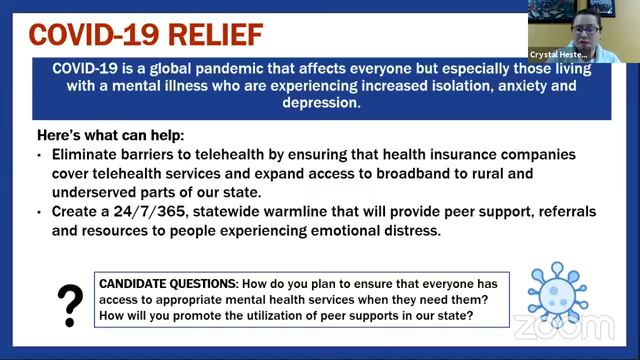 COVID-19 RELIEF
Crystal Heste...
COVID-19 is a global pandemic that affects everyone but especially those living
with a mental illness who are experiencing increased isolation, anxiety and
depression.
Here's what can help:
• Eliminate barriers to telehealth by ensuring that health insurance companies
cover telehealth services and expand access to broadband to rural and
underserved parts of our state.
• Create a 24/7/365, statewide warmline that will provide peer support, referrals
and resources to people experiencing emotional distress.
?
CANDIDATE QUESTIONS: How do you plan to ensure that everyone has
access to appropriate mental health services when they need them?
How will you promote the utilization of peer supports in our state?
zoom